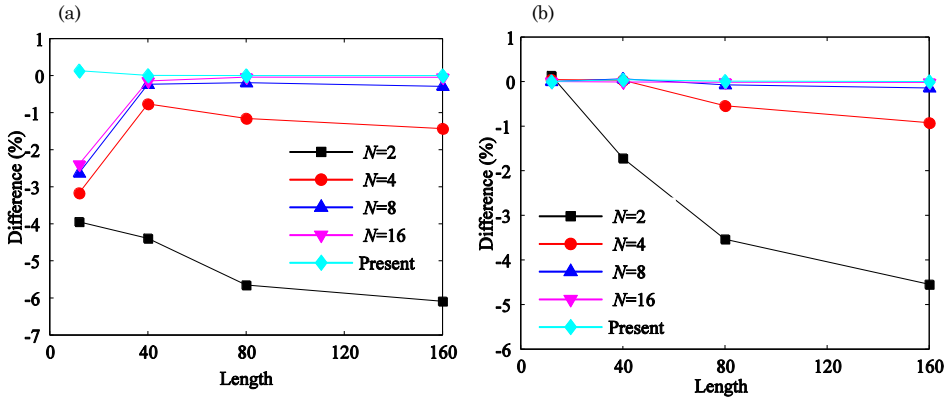 (a)
1
0
-1
-2
-3
-4
-5
-6
-7
Difference (%)
N=2
N=4
N=8
N=16
Present
0 40 80 120 160
Length
(b)
1
0
-1
-2
-3
-4
-5
-6
Difference (%)
N=2
N=4
N=8
N=16
Present
0 40 80 120 160
Length